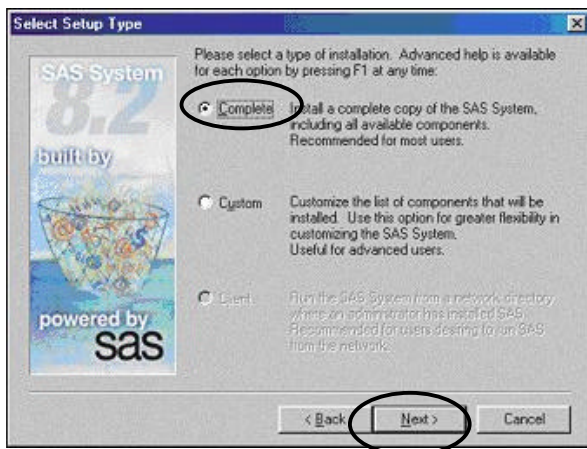 Select Setup Type
Please select a type of installation. Advanced help is available
for each option by pressing F1 at any time:
SAS System
8.2
built by
powered by
sas
Complete
Install a complete copy of the SAS System,
including all available components.
Recommended for most users.
Custom
Customize the list of components that will be
installed. Use this option for greater flexibility in
customizing the SAS System.
Useful for advanced users.
Client
Run the SAS System from a network directory
where an administrator has installed SAS.
Recommended for users desiring to run SAS
from the network.
< Back
Next >
Cancel